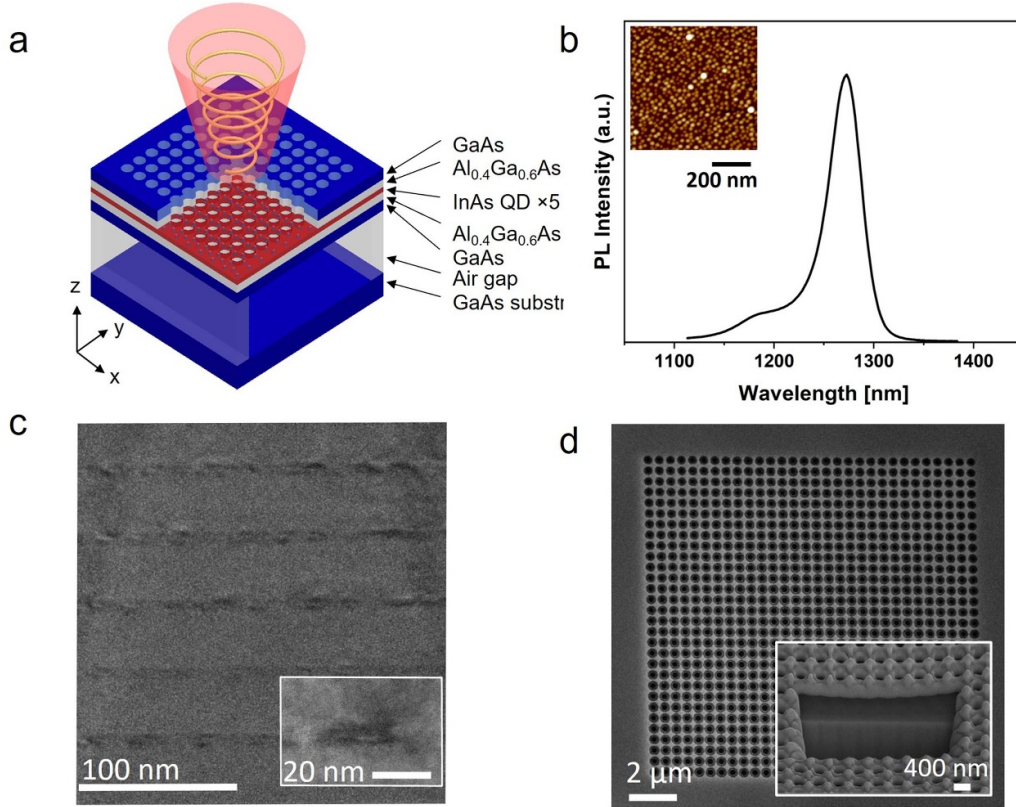 a
GaAs
Al0.4Ga0.6As
InAs QD ×5
Al0.4Ga0.6As
GaAs
Air gap
GaAs substr
z
y
x
b
PL Intensity (a.u.)
200 nm
1100 1200 1300 1400
Wavelength [nm]
c
100 nm
20 nm
d
2 µm
400 nm